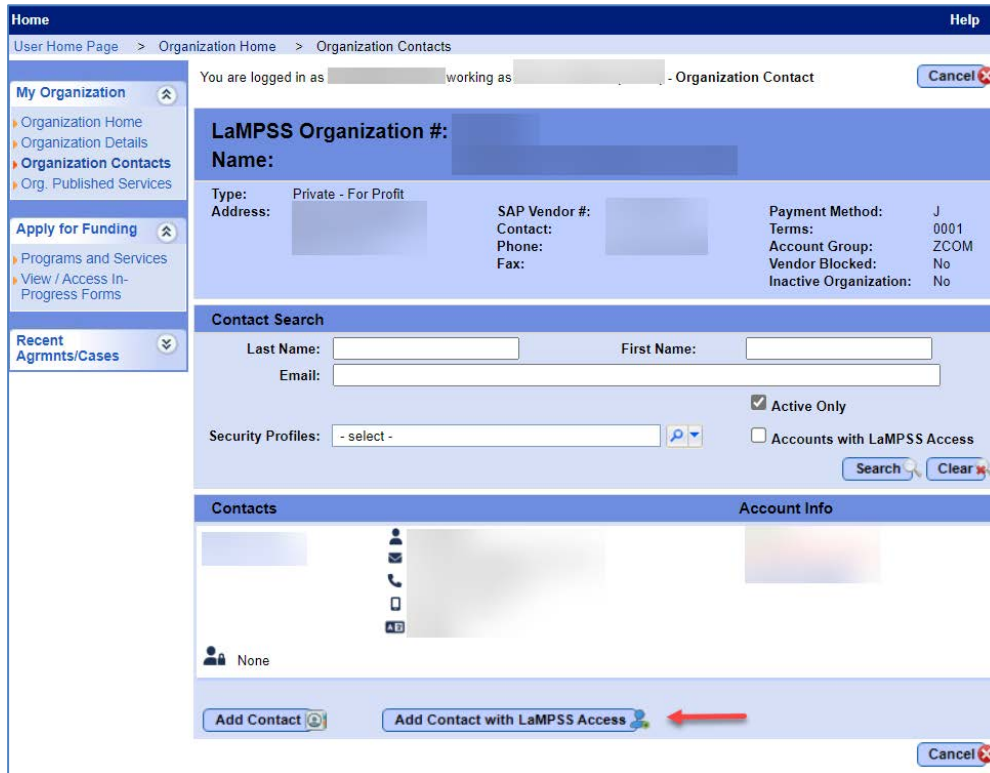 Home Help
User Home Page > Organization Home > Organization Contacts
You are logged in as working as - Organization Contact Cancel
My Organization
Organization Home
Organization Details
Organization Contacts
Org. Published Services
Apply for Funding
Programs and Services
View / Access In-
Progress Forms
Recent
Agrmnts/Cases
LaMPSS Organization #:
Name:
Type: Private - For Profit
Address: SAP Vendor #: Payment Method: J
Contact: Terms: 0001
Phone: Account Group: ZCOM
Fax: Vendor Blocked: No
Inactive Organization: No
Contact Search
Last Name: First Name:
Email:
Active Only
Security Profiles: - select - Accounts with LaMPSS Access
Search Clear
Contacts Account Info
None
Add Contact Add Contact with LaMPSS Access
Cancel